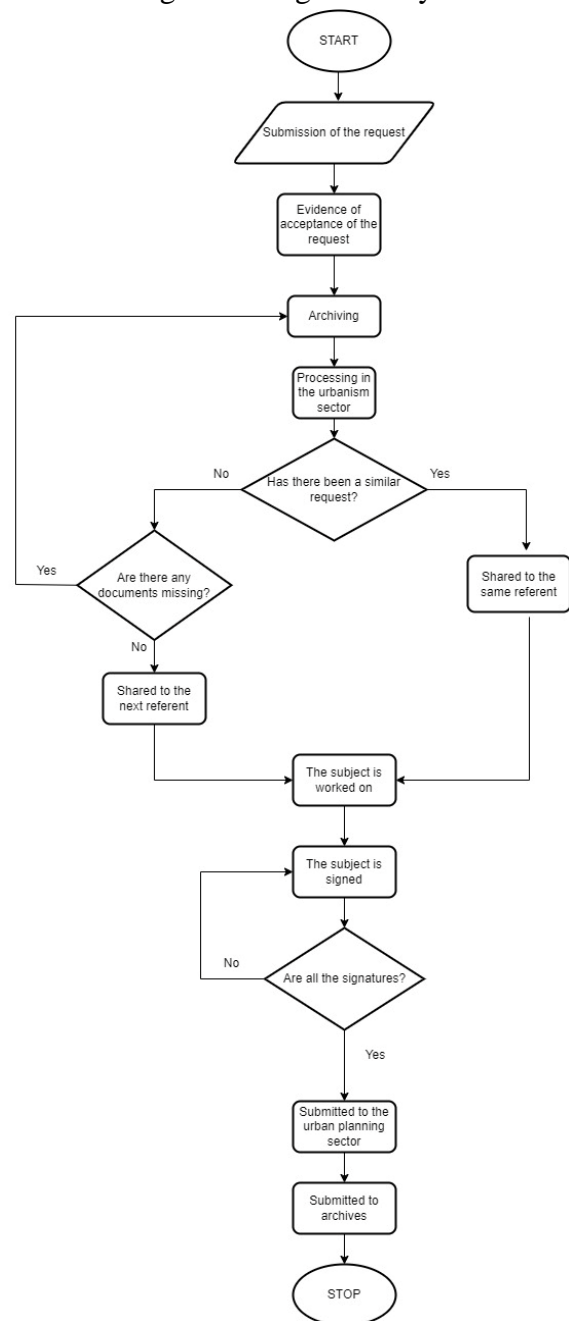 START
Submission of the request
Evidence of
acceptance of the
request
Archiving
Processing in
the urbanism
sector
No
Has there been a similar
request?
Yes
Yes
Are there any
documents missing?
Shared to the
same referent
No
Shared to the
next referent
The subject is
worked on
The subject is
signed
No
Are all the signatures?
Yes
Submitted to the
urban planning
sector
Submitted to
archives
STOP